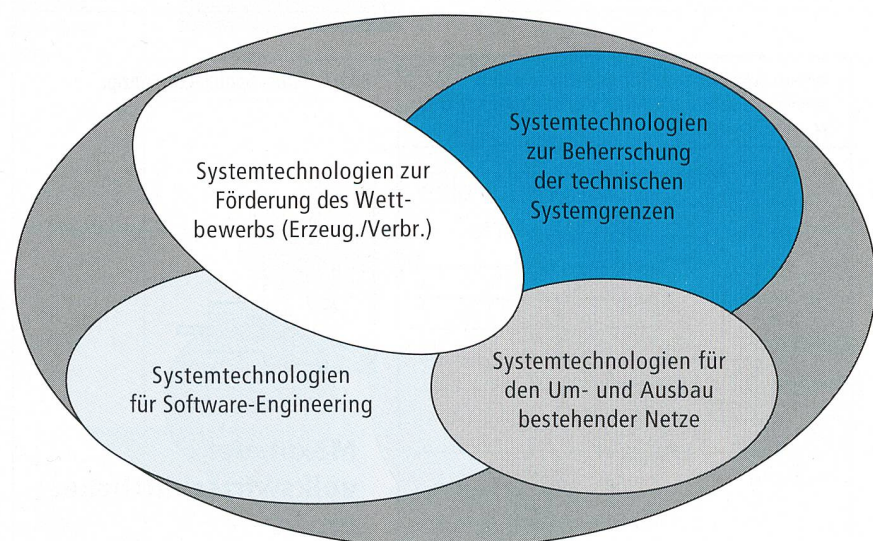 Systemtechnologien zur
Förderung des Wett-
bewerbs (Erzeug./Verbr.)
Systemtechnologien
zur Beherrschung
der technischen
Systemgrenzen
Systemtechnologien
für Software-Engineering
Systemtechnologien für
den Um- und Ausbau
bestehender Netze